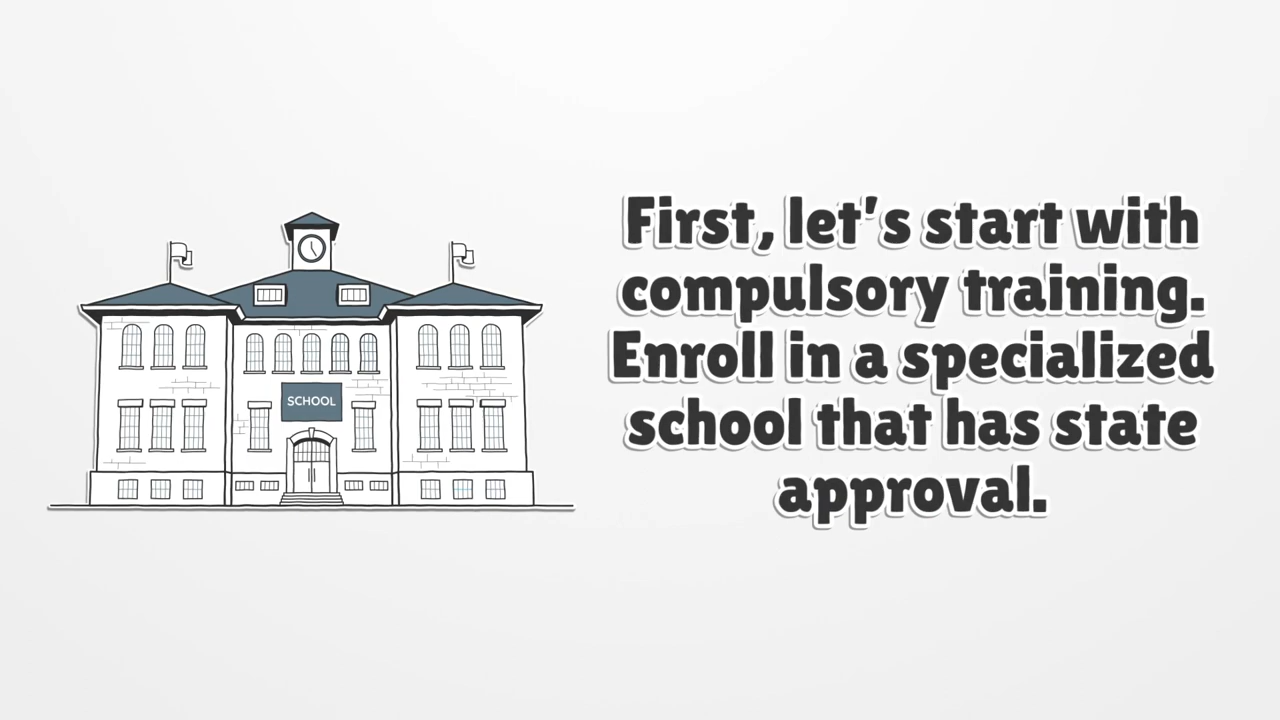 SCHOOL
First, let's start with
compulsory training.
Enroll in a specialized
school that has state
approval.